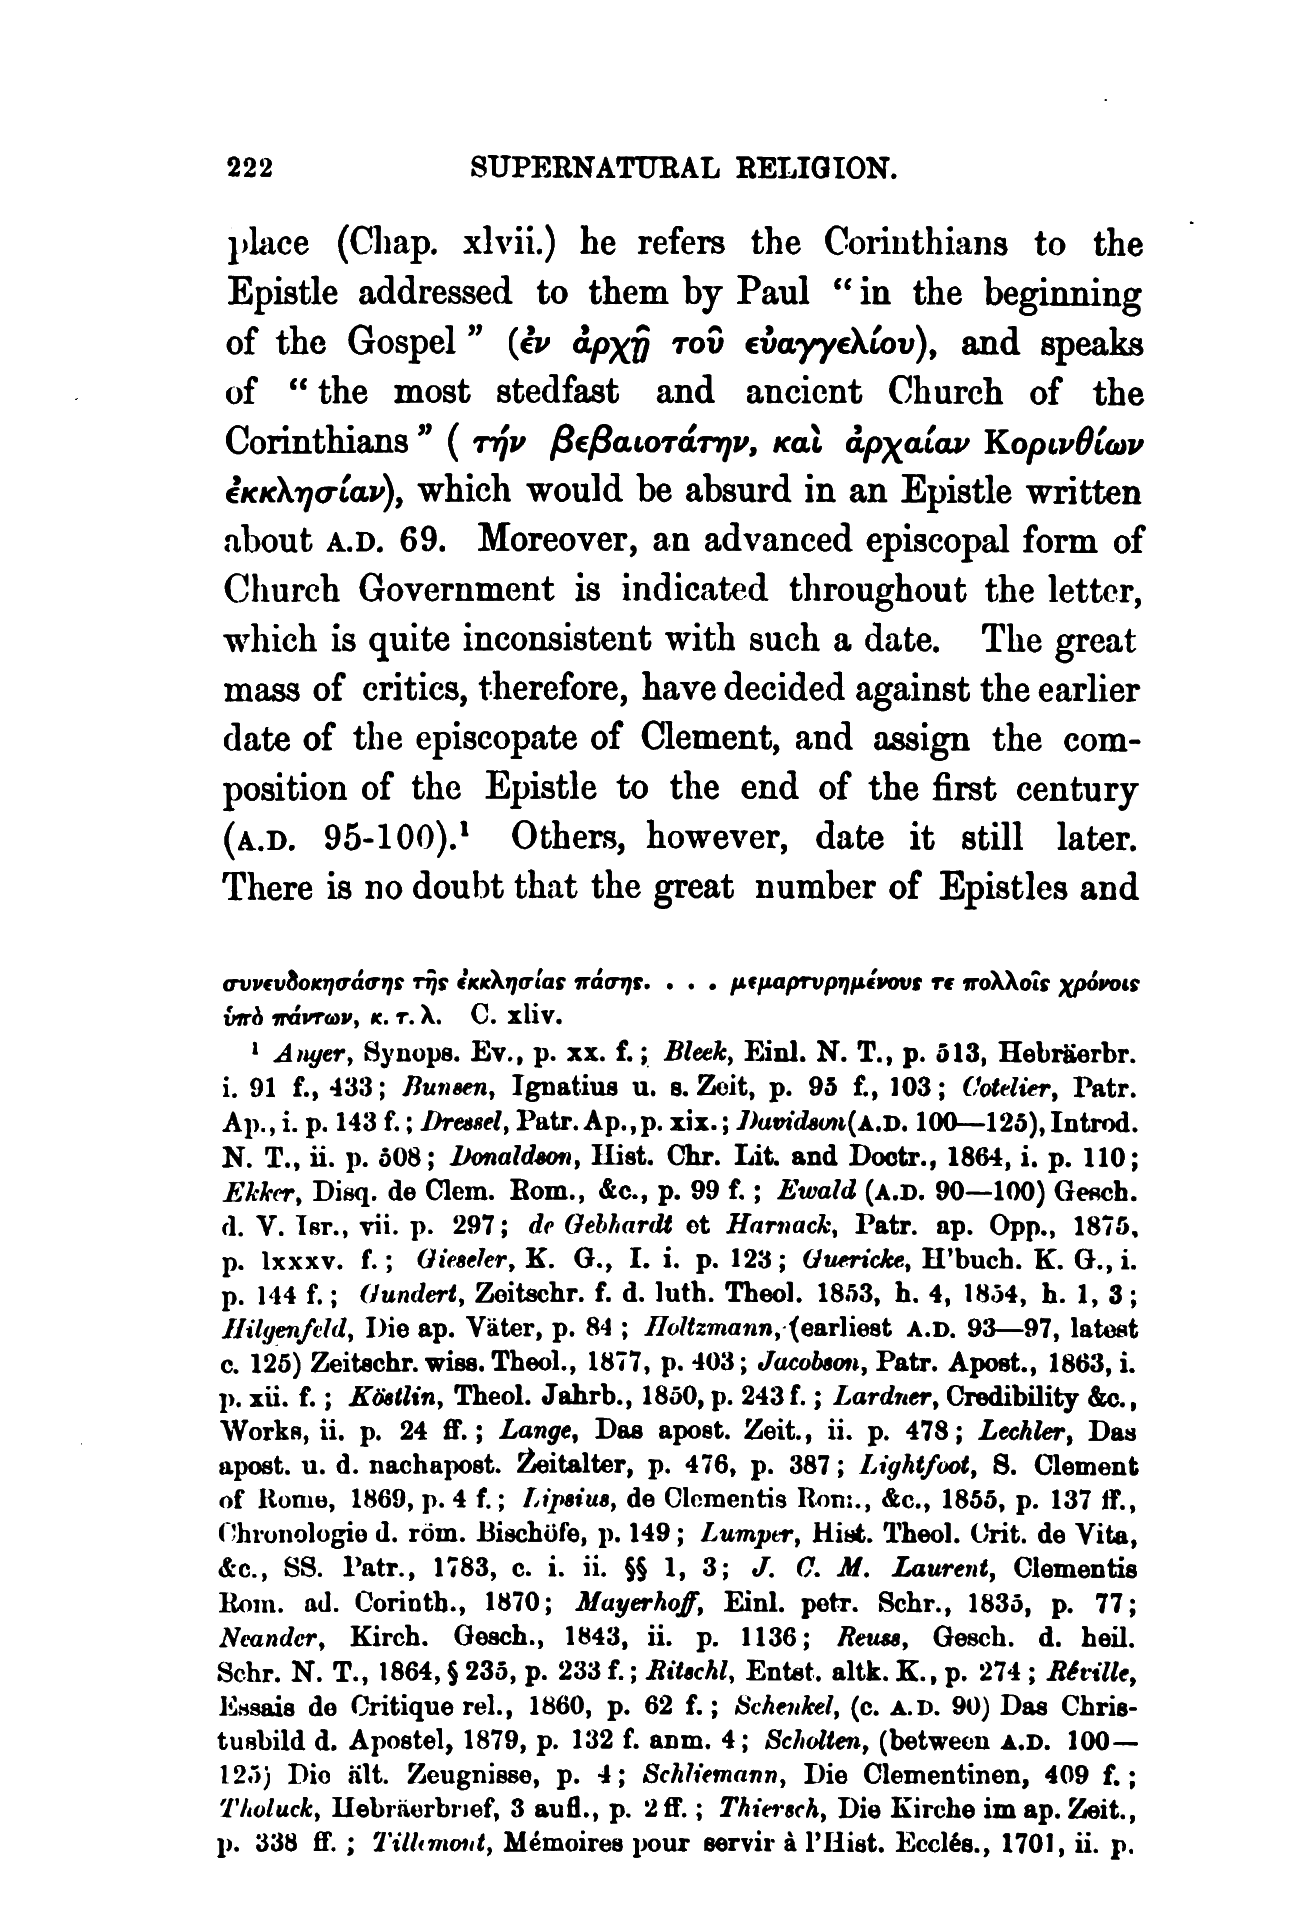 222 SUPERNATURAL RELIGION.
place (Chap. xlvii.) he refers the Corinthians to the
Epistle addressed to them by Paul “in the beginning
of the Gospel” (ἐν ἀρχῇ τοῦ εὐαγγελίου), and speaks
of “the most stedfast and ancient Church of the
Corinthians” ( τήν βεβαιοτάτην, καὶ ἀρχαίαν Κορινθίων
ἐκκλησίαν), which would be absurd in an Epistle written
about A.D. 69. Moreover, an advanced episcopal form of
Church Government is indicated throughout the letter,
which is quite inconsistent with such a date. The great
mass of critics, therefore, have decided against the earlier
date of the episcopate of Clement, and assign the com-
position of the Epistle to the end of the first century
(A.D. 95-100).¹ Others, however, date it still later.
There is no doubt that the great number of Epistles and
συνευδοκησάσης τῆς ἐκκλησίας πάσης. . . . μεμαρτυρημένους τε πολλοῖς χρόνοις
ὑπὸ πάντων, κ. τ. λ. C. xliv.
¹ Anger, Synops. Ev., p. xx. f.; Bleek, Einl. N. T., p. 513, Hebräerbr.
i. 91 f., 433; Bunsen, Ignatius u. s. Zeit, p. 95 f., 103; Cotelier, Patr.
Ap., i. p. 143 f.; Dressel, Patr. Ap., p. xix.; Davidson (A.D. 100—125), Introd.
N. T., ii. p. 508; Donaldson, Hist. Chr. Lit. and Doctr., 1864, i. p. 110;
Ekker, Disq. de Clem. Rom., &c., p. 99 f.; Ewald (A.D. 90—100) Gesch.
d. V. Isr., vii. p. 297; de Gebhardt et Harnack, Patr. ap. Opp., 1875,
p. lxxxv. f.; Gieseler, K. G., I. i. p. 123; Guericke, H'buch. K. G., i.
p. 144 f.; Gundert, Zeitschr. f. d. luth. Theol. 1853, h. 4, 1854, h. 1, 3;
Hilgenfeld, Die ap. Väter, p. 84; Holtzmann, (earliest A.D. 93—97, latest
c. 125) Zeitschr. wiss. Theol., 1877, p. 403; Jacobson, Patr. Apost., 1863, i.
p. xii. f.; Köstlin, Theol. Jahrb., 1850, p. 243 f.; Lardner, Credibility &c.,
Works, ii. p. 24 ff.; Lange, Das apost. Zeit., ii. p. 478; Lechler, Das
apost. u. d. nachapost. Zeitalter, p. 476, p. 387; Lightfoot, S. Clement
of Rome, 1869, p. 4 f.; Lipsius, de Clementis Rom., &c., 1855, p. 137 ff.,
Chronologie d. röm. Bischöfe, p. 149; Lumper, Hist. Theol. Crit. de Vita,
&c., SS. Patr., 1783, c. i. ii. §§ 1, 3; J. C. M. Laurent, Clementis
Rom. ad. Corinth., 1870; Mayerhoff, Einl. petr. Schr., 1835, p. 77;
Neander, Kirch. Gesch., 1843, ii. p. 1136; Reuss, Gesch. d. heil.
Schr. N. T., 1864, § 235, p. 233 f.; Ritschl, Entst. altk. K., p. 274; Réville,
Essais de Critique rel., 1860, p. 62 f.; Schenkel, (c. A.D. 90) Das Chris-
tusbild d. Apostel, 1879, p. 132 f. anm. 4; Scholten, (between A.D. 100—
125) Die ält. Zeugnisse, p. 4; Schliemann, Die Clementinen, 409 f.;
Tholuck, Hebräerbrief, 3 aufl., p. 2 ff.; Thiersch, Die Kirche im ap. Zeit.,
p. 338 ff.; Tillemont, Mémoires pour servir à l'Hist. Ecclés., 1701, ii. p.